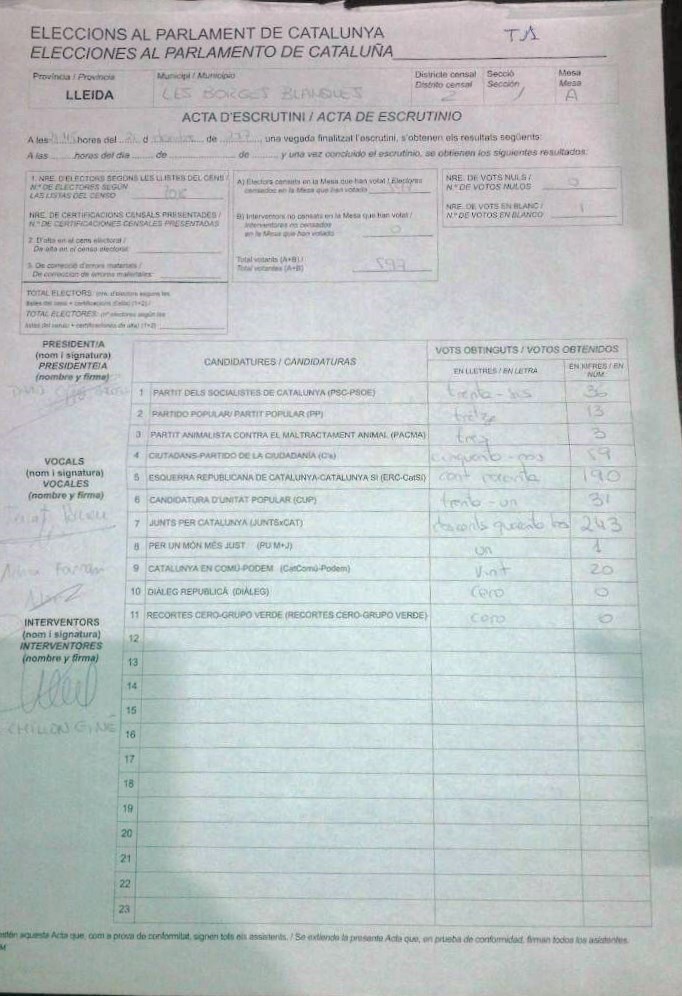 ELECCIONS AL PARLAMENT DE CATALUNYA
TA
ELECCIONES AL PARLAMENTO DE CATALUÑA
Província / Provincia
Municipi / Municipio
Districte censal
Distrito censal
Secció
Sección
Mesa
Mesa
LLEIDA
LES BORGES BLANQUES
2
1
A
ACTA D'ESCRUTINI / ACTA DE ESCRUTINIO
A les hores del d de , una vegada finalitzat l'escrutini, s'obtenen els resultats següents:
A las horas del día de de , y una vez concluido el escrutinio, se obtienen los siguientes resultados:
1. NRE. D'ELECTORS SEGONS LES LLISTES DEL CENS /
N.º DE ELECTORES SEGÚN
LAS LISTAS DEL CENSO
NRE. DE CERTIFICACIONS CENSALS PRESENTADES /
N.º DE CERTIFICACIONES CENSALES PRESENTADAS
2. D'alta en el cens electoral /
De alta en el censo electoral
3. De correcció d'errors materials /
De corrección de errores materiales
TOTAL ELECTORS: (nre. d'electors segons les
llistes del cens + certificacions d'alta) (1+2) /
TOTAL ELECTORES: (nº electores según las
listas del censo + certificaciones de alta) (1+2)
A) Electors censats en la Mesa que han votat / Electores
censados en la Mesa que han votado
B) Interventors no censats en la Mesa que han votat /
Interventores no censados
en la Mesa que han votado 0
Total votants (A+B) /
Total votantes (A+B) 597
NRE. DE VOTS NULS /
N.º DE VOTOS NULOS 0
NRE. DE VOTS EN BLANC /
N.º DE VOTOS EN BLANCO 1
PRESIDENT/A
(nom i signatura)
PRESIDENTE/A
(nombre y firma)
VOCALS
(nom i signatura)
VOCALES
(nombre y firma)
INTERVENTORS
(nom i signatura)
INTERVENTORES
(nombre y firma)
CHILLON GINÉ
CANDIDATURES / CANDIDATURAS
VOTS OBTINGUTS / VOTOS OBTENIDOS
EN LLETRES / EN LETRA
EN XIFRES / EN NÚM.
1 PARTIT DELS SOCIALISTES DE CATALUNYA (PSC-PSOE) trenta-sis 36
2 PARTIDO POPULAR/ PARTIT POPULAR (PP) tretze 13
3 PARTIT ANIMALISTA CONTRA EL MALTRACTAMENT ANIMAL (PACMA) tres 3
4 CIUTADANS-PARTIDO DE LA CIUDADANÍA (C's) cinquanta-nou 59
5 ESQUERRA REPUBLICANA DE CATALUNYA-CATALUNYA SÍ (ERC-CatSí) cent noranta 190
6 CANDIDATURA D'UNITAT POPULAR (CUP) trenta-un 31
7 JUNTS PER CATALUNYA (JUNTSxCAT) 243
8 PER UN MÓN MÉS JUST (PUM+J) un 1
9 CATALUNYA EN COMÚ-PODEM (CatComú-Podem) vint 20
10 DIÀLEG REPUBLICÀ (DIÀLEG) cero 0
11 RECORTES CERO-GRUPO VERDE (RECORTES CERO-GRUPO VERDE) cero 0
12
13
14
15
16
17
18
19
20
21
22
23
aquesta Acta que, com a prova de conformitat, signen tots els assistents. / Se extiende la presente Acta que, en prueba de conformidad, firman todos los asistentes.